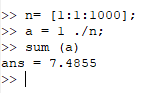 >> n= [1:1:1000];
>> a = 1 ./n;
>> sum (a)
ans = 7.4855
>>